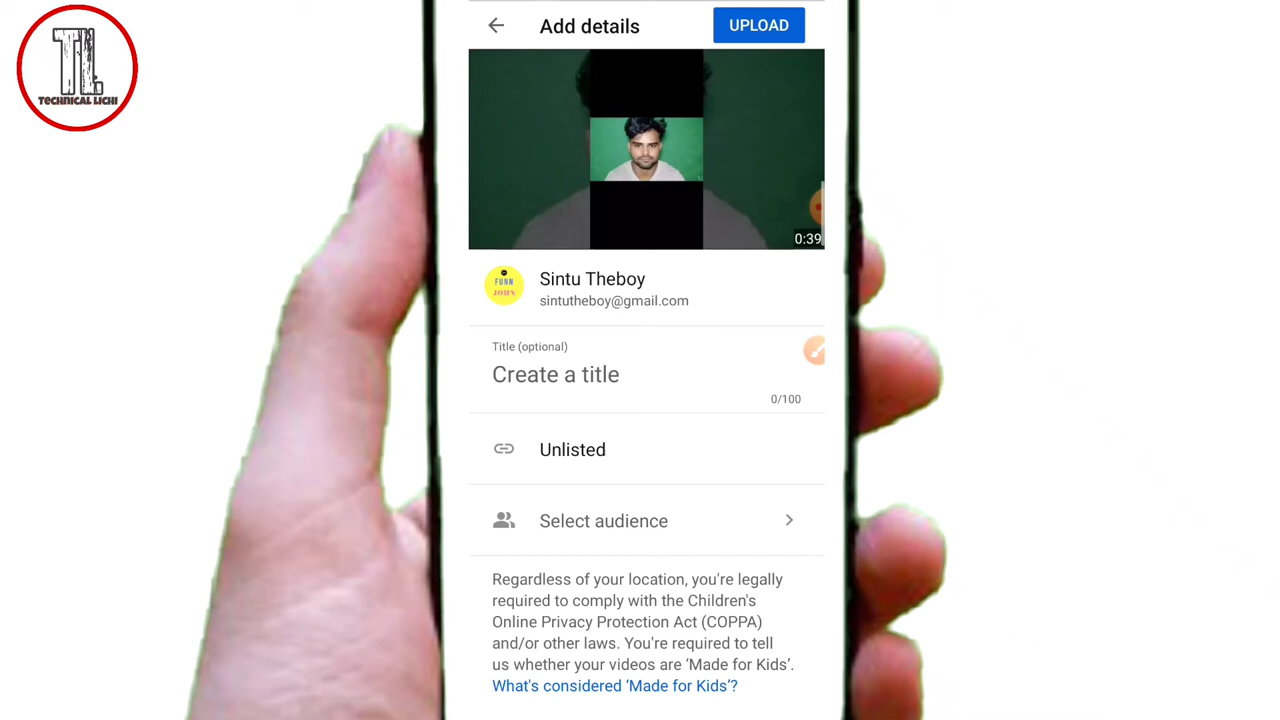 TL
TECHNICAL LICHI
Add details
UPLOAD
0:39
FUNN
JOHN
Sintu Theboy
sintutheboy@gmail.com
Title (optional)
Create a title
0/100
Unlisted
Select audience
Regardless of your location, you're legally
required to comply with the Children's
Online Privacy Protection Act (COPPA)
and/or other laws. You're required to tell
us whether your videos are ‘Made for Kids’.
What's considered ‘Made for Kids’?